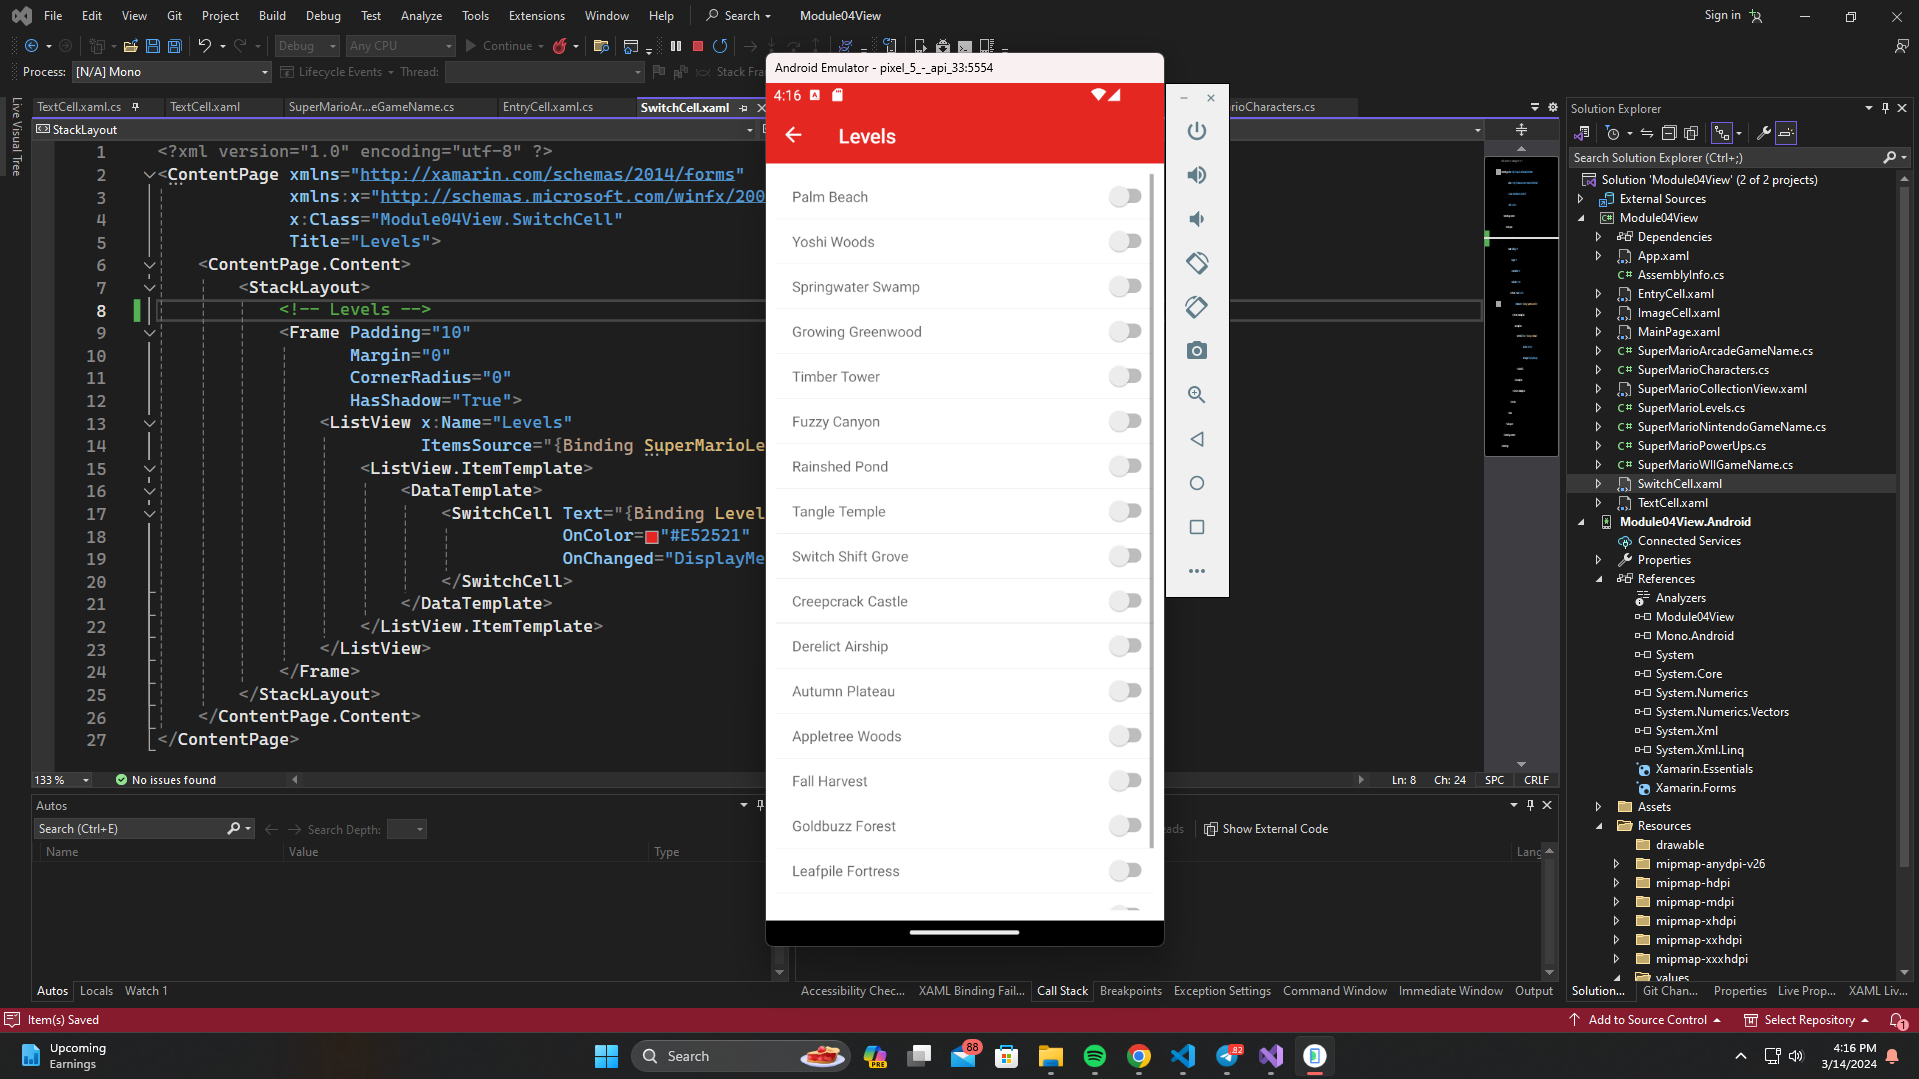 File Edit View Git Project Build Debug Test Analyze Tools Extensions Window Help Search Module04View Sign in
Debug Any CPU Continue
Process: [N/A] Mono Lifecycle Events Thread: Stack
Android Emulator - pixel_5_-_api_33:5554
Live Visual Tree
TextCell.xaml.cs TextCell.xaml SuperMarioAr...eGameName.cs EntryCell.xaml.cs SwitchCell.xaml
StackLayout
1 <?xml version="1.0" encoding="utf-8" ?>
2 <ContentPage xmlns="http://xamarin.com/schemas/2014/forms"
3 xmlns:x="http://schemas.microsoft.com/winfx/200
4 x:Class="Module04View.SwitchCell"
5 Title="Levels">
6 <ContentPage.Content>
7 <StackLayout>
8 <!-- Levels -->
9 <Frame Padding="10"
10 Margin="0"
11 CornerRadius="0"
12 HasShadow="True">
13 <ListView x:Name="Levels"
14 ItemsSource="{Binding SuperMarioLe
15 <ListView.ItemTemplate>
16 <DataTemplate>
17 <SwitchCell Text="{Binding Level
18 OnColor="#E52521"
19 OnChanged="DisplayMe
20 </SwitchCell>
21 </DataTemplate>
22 </ListView.ItemTemplate>
23 </ListView>
24 </Frame>
25 </StackLayout>
26 </ContentPage.Content>
27 </ContentPage>
133 % No issues found
Ln: 8 Ch: 24 SPC CRLF
4:16
Levels
Palm Beach
Yoshi Woods
Springwater Swamp
Growing Greenwood
Timber Tower
Fuzzy Canyon
Rainshed Pond
Tangle Temple
Switch Shift Grove
Creepcrack Castle
Derelict Airship
Autumn Plateau
Appletree Woods
Fall Harvest
Goldbuzz Forest
Leafpile Fortress
Solution Explorer
Search Solution Explorer (Ctrl+;)
Solution 'Module04View' (2 of 2 projects)
External Sources
Module04View
Dependencies
App.xaml
AssemblyInfo.cs
EntryCell.xaml
ImageCell.xaml
MainPage.xaml
SuperMarioArcadeGameName.cs
SuperMarioCharacters.cs
SuperMarioCollectionView.xaml
SuperMarioLevels.cs
SuperMarioNintendoGameName.cs
SuperMarioPowerUps.cs
SuperMarioWIIGameName.cs
SwitchCell.xaml
TextCell.xaml
Module04View.Android
Connected Services
Properties
References
Analyzers
Module04View
Mono.Android
System
System.Core
System.Numerics
System.Numerics.Vectors
System.Xml
System.Xml.Linq
Xamarin.Essentials
Xamarin.Forms
Assets
Resources
drawable
mipmap-anydpi-v26
mipmap-hdpi
mipmap-mdpi
mipmap-xhdpi
mipmap-xxhdpi
mipmap-xxxhdpi
values
Autos
Search (Ctrl+E) Search Depth:
Name Value Type
Show External Code
Lang
Autos Locals Watch 1
Accessibility Chec... XAML Binding Fail... Call Stack Breakpoints Exception Settings Command Window Immediate Window Output
Solution... Git Chan... Properties Live Prop... XAML Liv...
Item(s) Saved Add to Source Control Select Repository 1
Upcoming
Earnings
Search PRE 88 82
4:16 PM
3/14/2024